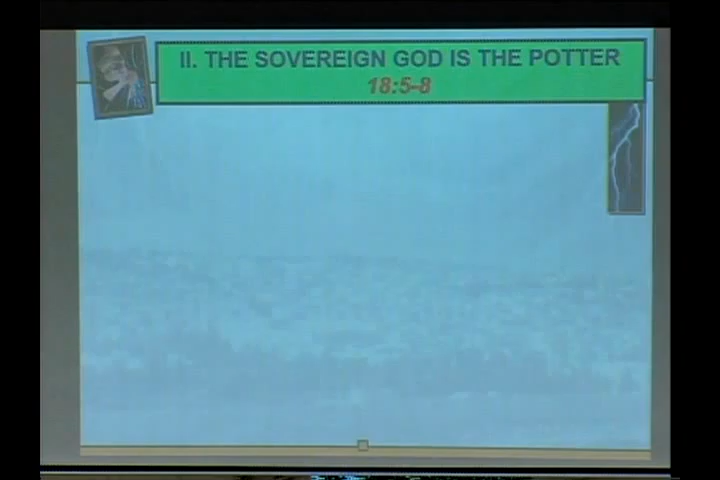 II. THE SOVEREIGN GOD IS THE POTTER
18:5-8